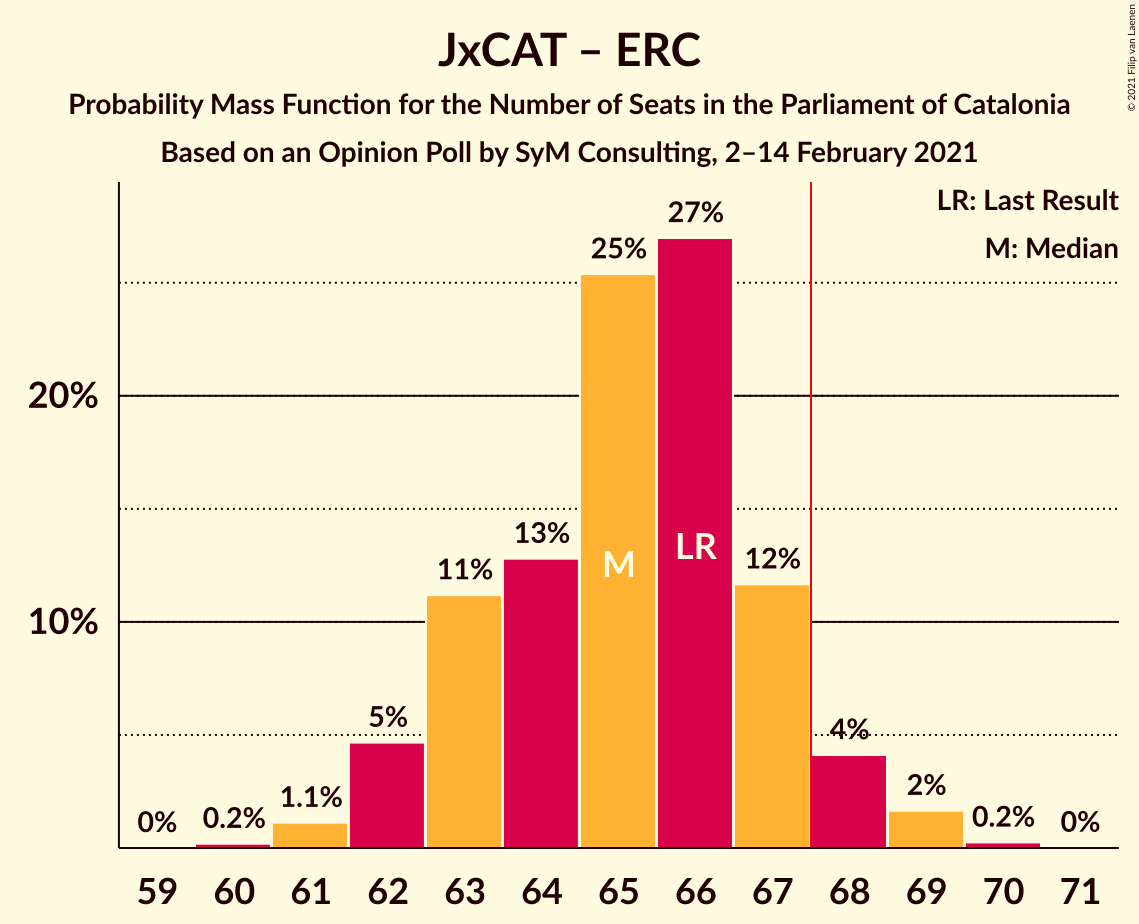 JxCAT – ERC
Probability Mass Function for the Number of Seats in the Parliament of Catalonia
Based on an Opinion Poll by SyM Consulting, 2–14 February 2021
© 2021 Filip van Laenen
LR: Last Result
M: Median
20%
10%
0%
0.2%
1.1%
5%
11%
13%
25%
27%
12%
4%
2%
0.2%
0%
M
LR
59 60 61 62 63 64 65 66 67 68 69 70 71